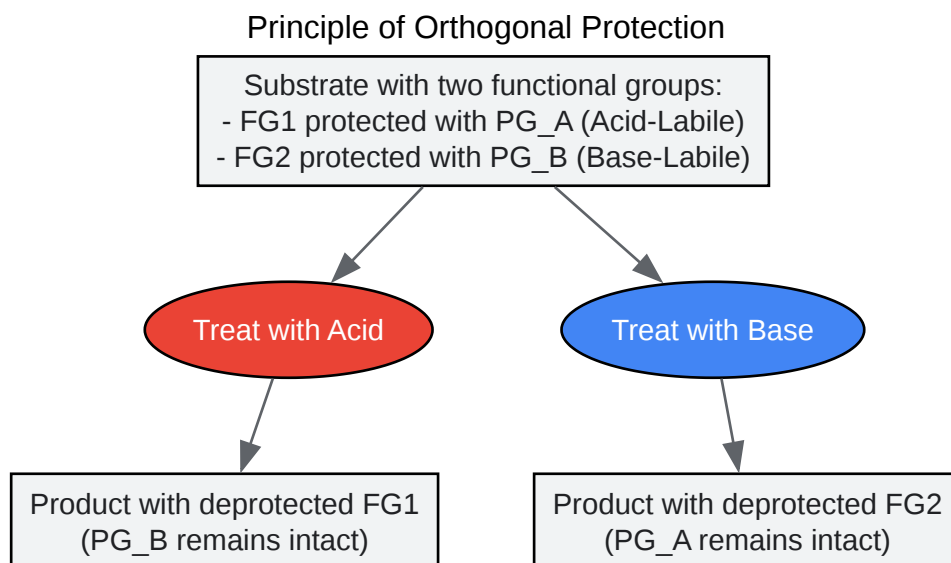 Principle of Orthogonal Protection
Substrate with two functional groups:
- FG1 protected with PG_A (Acid-Labile)
- FG2 protected with PG_B (Base-Labile)
Treat with Acid
Treat with Base
Product with deprotected FG1
(PG_B remains intact)
Product with deprotected FG2
(PG_A remains intact)